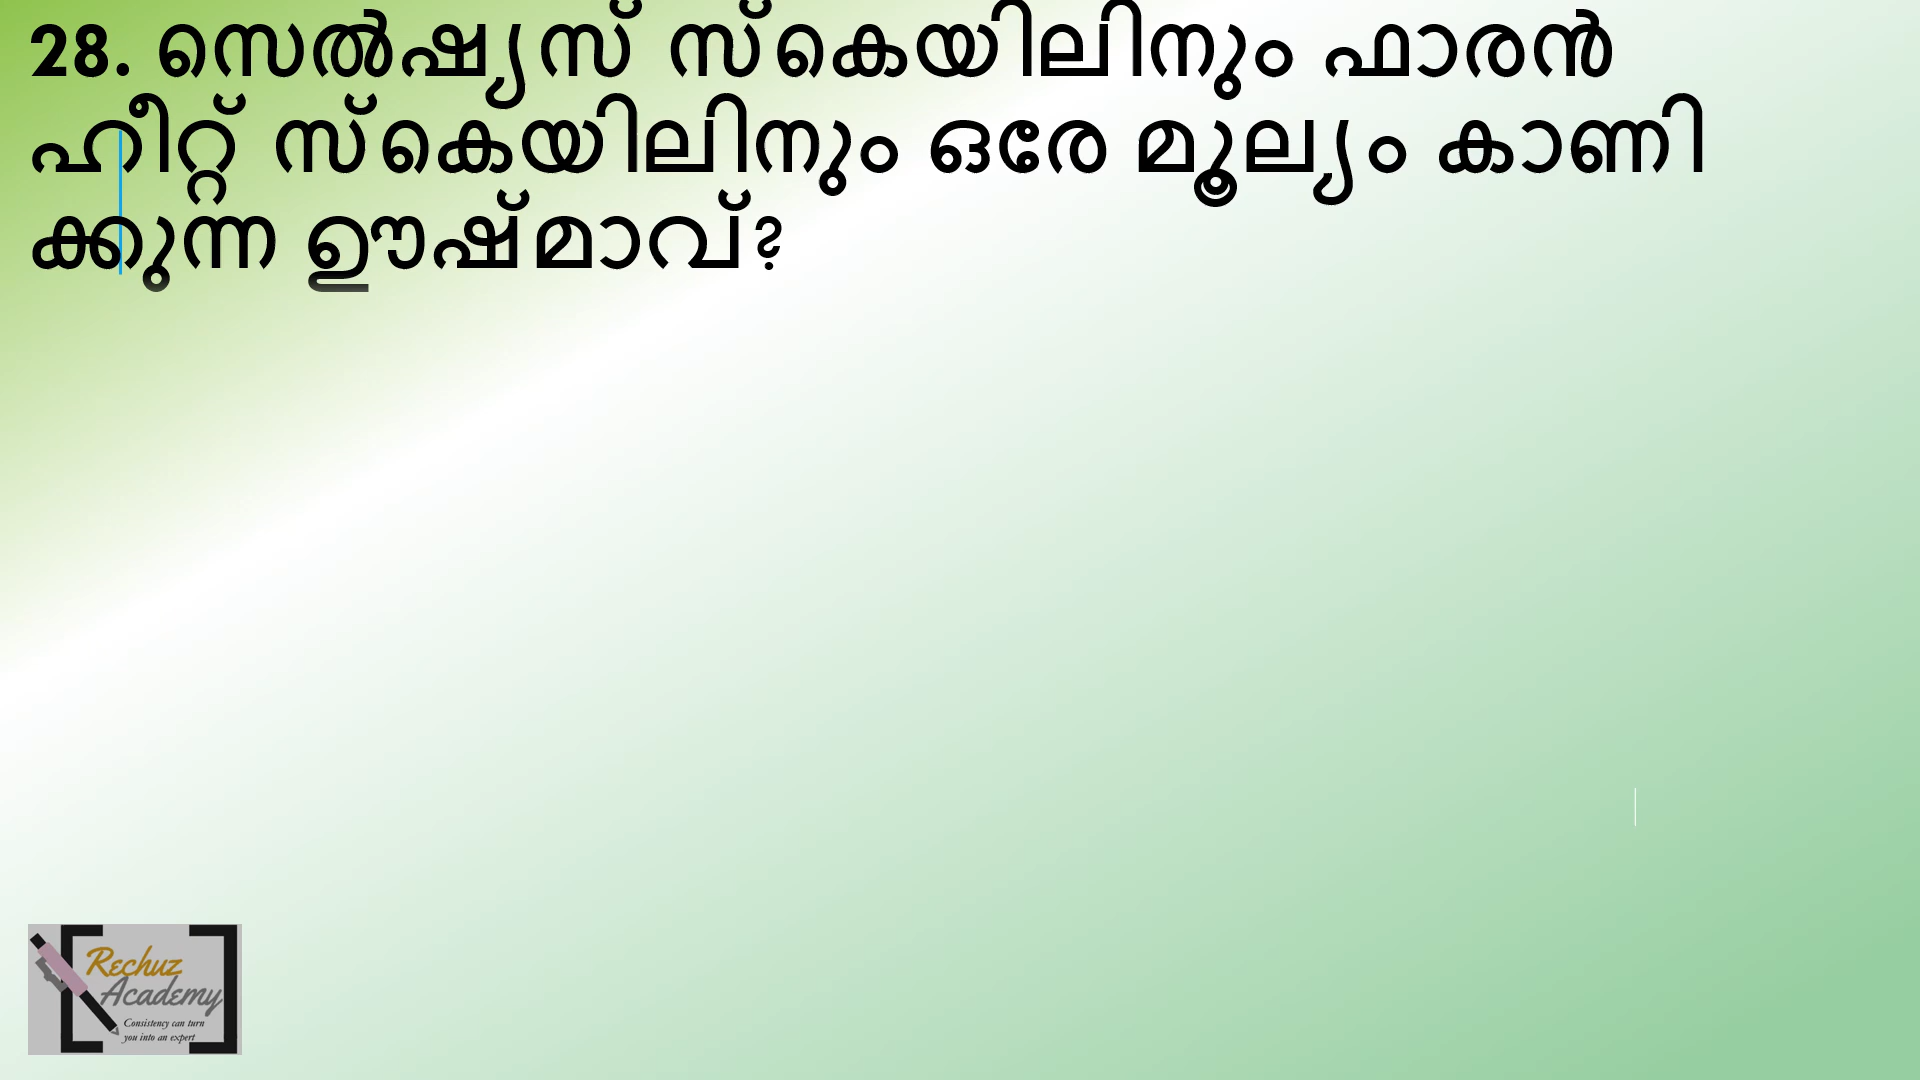 28. സെൽഷ്യസ് സ്കെയിലിനും ഫാരൻ
ഹീറ്റ് സ്കെയിലിനും ഒരേ മൂല്യം കാണി
ക്കുന്ന ഊഷ്മാവ്?
Rechuz
Academy
Consistency can turn
you into an expert